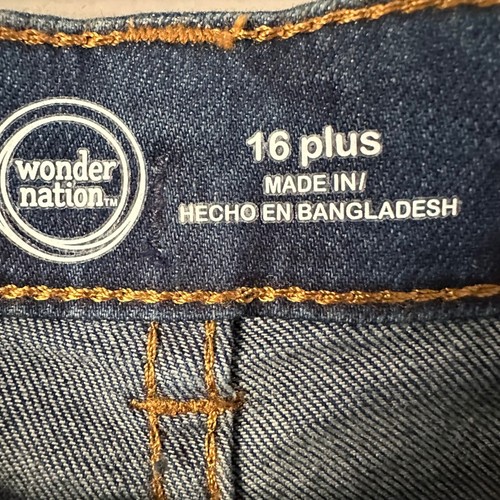 wonder
nation™
16 plus
MADE IN/
HECHO EN BANGLADESH